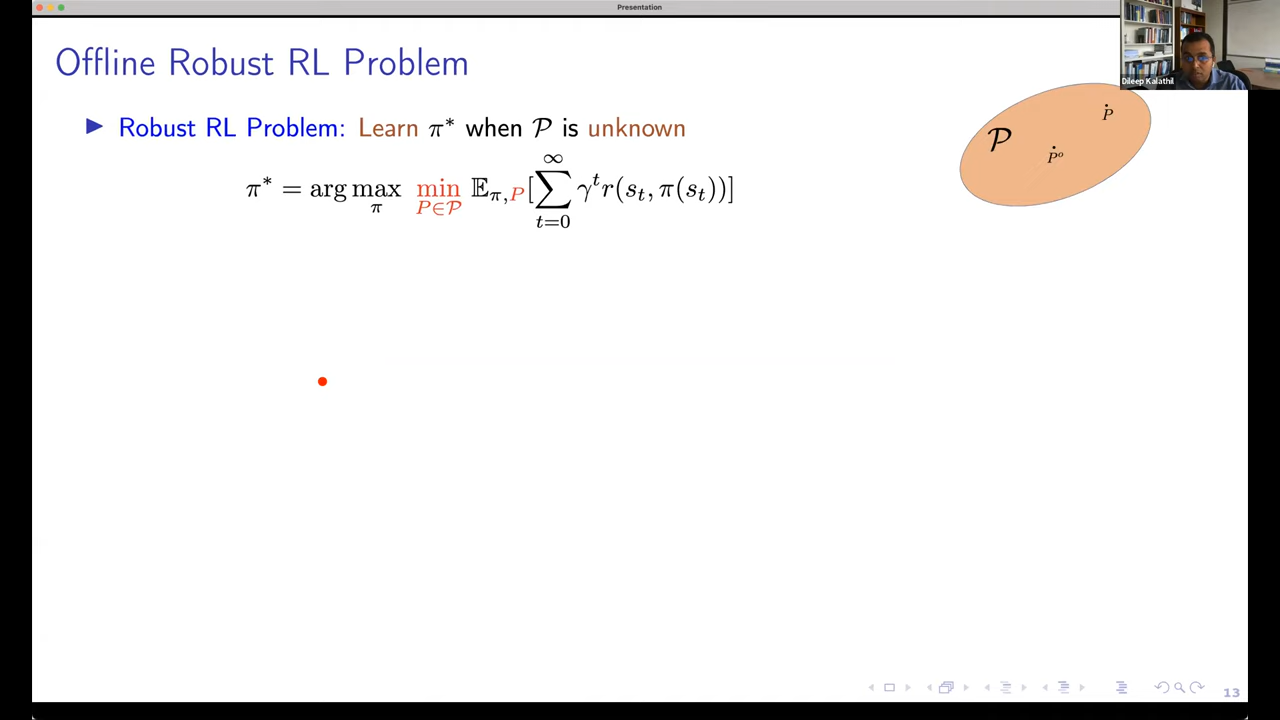 Presentation
Offline Robust RL Problem
Dileep Kalathil
▶ Robust RL Problem: Learn π* when 𝒫 is unknown
π* = arg max_π min_{P∈𝒫} 𝔼_{π,P}[∑_{t=0}^{∞} γ^t r(s_t, π(s_t))]
𝒫
P
P^o
13